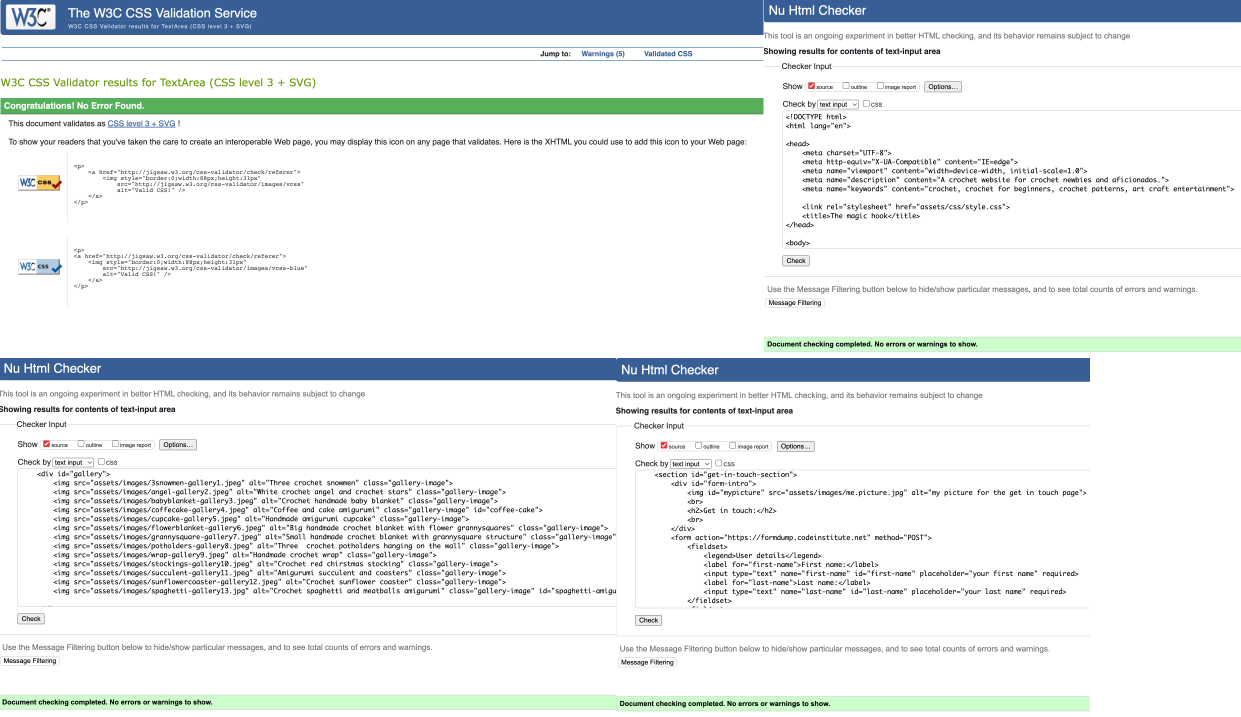 W3C The W3C CSS Validation Service
W3C CSS Validator results for TextArea (CSS level 3 + SVG)
Jump to: Warnings (5) Validated CSS
W3C CSS Validator results for TextArea (CSS level 3 + SVG)
Congratulations! No Error Found.
This document validates as CSS level 3 + SVG !
To show your readers that you've taken the care to create an interoperable Web page, you may display this icon on any page that validates. Here is the XHTML you could use to add this icon to your Web page:
W3C css
<p>
<a href="http://jigsaw.w3.org/css-validator/check/referer">
<img style="border:0;width:88px;height:31px"
src="http://jigsaw.w3.org/css-validator/images/vcss"
alt="Valid CSS!" />
</a>
</p>
W3C css
<p>
<a href="http://jigsaw.w3.org/css-validator/check/referer">
<img style="border:0;width:88px;height:31px"
src="http://jigsaw.w3.org/css-validator/images/vcss-blue"
alt="Valid CSS!" />
</a>
</p>
Nu Html Checker
This tool is an ongoing experiment in better HTML checking, and its behavior remains subject to change
Showing results for contents of text-input area
Checker Input
Show source outline image report Options...
Check by text input css
<!DOCTYPE html>
<html lang="en">
<head>
<meta charset="UTF-8">
<meta http-equiv="X-UA-Compatible" content="IE=edge">
<meta name="viewport" content="width=device-width, initial-scale=1.0">
<meta name="description" content="A crochet website for crochet newbies and aficionados.">
<meta name="keywords" content="crochet, crochet for beginners, crochet patterns, art craft entertainment">
<link rel="stylesheet" href="assets/css/style.css">
<title>The magic hook</title>
</head>
<body>
Check
Use the Message Filtering button below to hide/show particular messages, and to see total counts of errors and warnings.
Message Filtering
Document checking completed. No errors or warnings to show.
Nu Html Checker
This tool is an ongoing experiment in better HTML checking, and its behavior remains subject to change
Showing results for contents of text-input area
Checker Input
Show source outline image report Options...
Check by text input css
<div id="gallery">
<img src="assets/images/3snowmen-gallery1.jpeg" alt="Three crochet snowmen" class="gallery-image">
<img src="assets/images/angel-gallery2.jpeg" alt="White crochet angel and crochet stars" class="gallery-image">
<img src="assets/images/babyblanket-gallery3.jpeg" alt="Crochet handmade baby blanket" class="gallery-image">
<img src="assets/images/coffecake-gallery4.jpeg" alt="Coffee and cake amigurumi" class="gallery-image" id="coffee-cake">
<img src="assets/images/cupcake-gallery5.jpeg" alt="Handmade amigurumi cupcake" class="gallery-image">
<img src="assets/images/flowerblanket-gallery6.jpeg" alt="Big handmade crochet blanket with flower grannysquares" class="gallery-image">
<img src="assets/images/grannysquare-gallery7.jpeg" alt="Small handmade crochet blanket with grannysquare structure" class="gallery-image"
<img src="assets/images/potholders-gallery8.jpeg" alt="Three  crochet potholders hanging on the wall" class="gallery-image">
<img src="assets/images/wrap-gallery9.jpeg" alt="Handmade crochet wrap" class="gallery-image">
<img src="assets/images/stockings-gallery10.jpeg" alt="Crochet red chirstmas stocking" class="gallery-image">
<img src="assets/images/succulent-gallery11.jpeg" alt="Amigurumi succulent and coasters" class="gallery-image">
<img src="assets/images/sunflowercoaster-gallery12.jpeg" alt="Crochet sunflower coaster" class="gallery-image">
<img src="assets/images/spaghetti-gallery13.jpg" alt="Crochet spaghetti and meatballs amigurumi" class="gallery-image" id="spaghetti-amigu
Check
Use the Message Filtering button below to hide/show particular messages, and to see total counts of errors and warnings.
Message Filtering
Document checking completed. No errors or warnings to show.
Nu Html Checker
This tool is an ongoing experiment in better HTML checking, and its behavior remains subject to change
Showing results for contents of text-input area
Checker Input
Show source outline image report Options...
Check by text input css
<section id="get-in-touch-section">
<div id="form-intro">
<img id="mypicture" src="assets/images/me.picture.jpg" alt="my picture for the get in touch page">
<br>
<h2>Get in touch:</h2>
<br>
</div>
<form action="https://formdump.codeinstitute.net" method="POST">
<fieldset>
<legend>User details</legend>
<label for="first-name">First name:</label>
<input type="text" name="first-name" id="first-name" placeholder="your first name" required>
<label for="last-name">Last name:</label>
<input type="text" name="last-name" id="last-name" placeholder="your last name" required>
</fieldset>
Check
Use the Message Filtering button below to hide/show particular messages, and to see total counts of errors and warnings.
Message Filtering
Document checking completed. No errors or warnings to show.